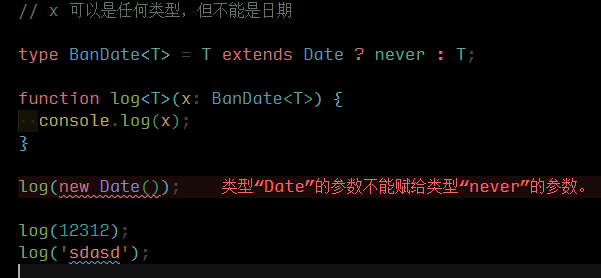 // x 可以是任何类型，但不能是日期
type BanDate<T> = T extends Date ? never : T;
function log<T>(x: BanDate<T>) {
console.log(x);
}
log(new Date()); 类型“Date”的参数不能赋给类型“never”的参数。
log(12312);
log('sdasd');